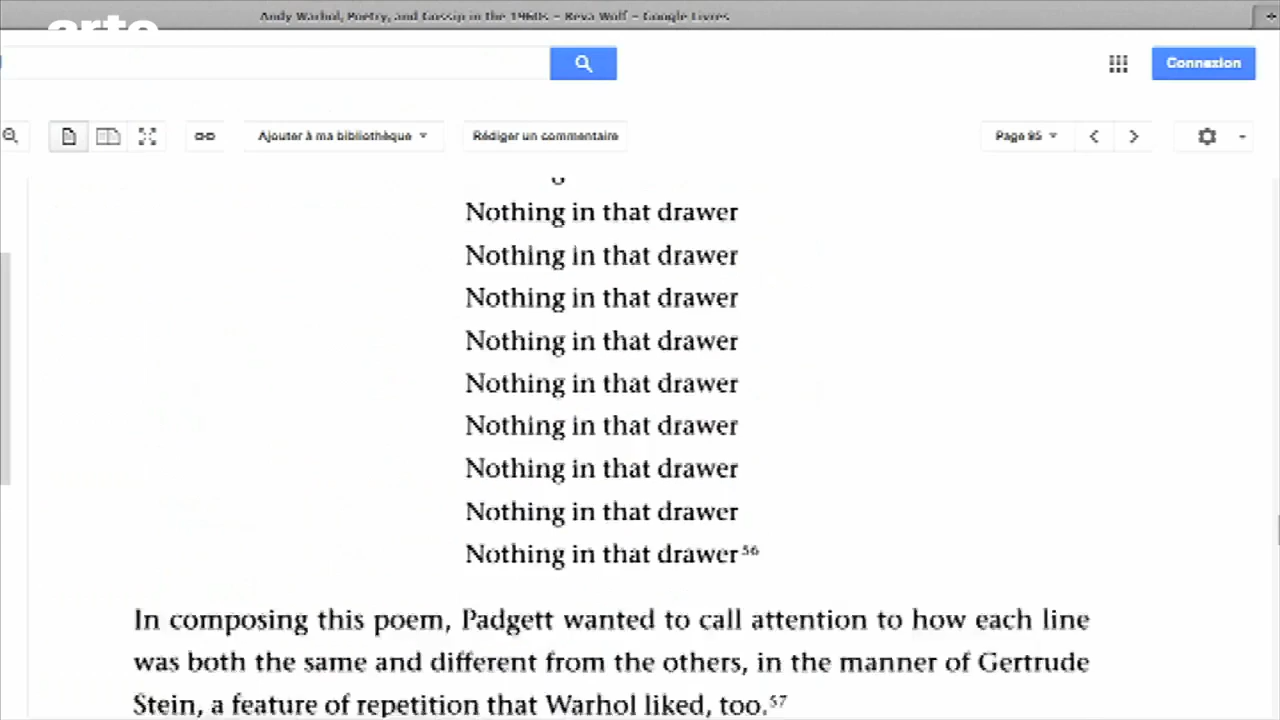 Andy Warhol, Poetry, and Gossip in the 1960s – Reva Wolf – Google Livres
arte
Connexion
Ajouter à ma bibliothèque
Rédiger un commentaire
Page 95
Nothing in that drawer
Nothing in that drawer
Nothing in that drawer
Nothing in that drawer
Nothing in that drawer
Nothing in that drawer
Nothing in that drawer
Nothing in that drawer
Nothing in that drawer⁵⁶
In composing this poem, Padgett wanted to call attention to how each line
was both the same and different from the others, in the manner of Gertrude
Stein, a feature of repetition that Warhol liked, too.⁵⁷